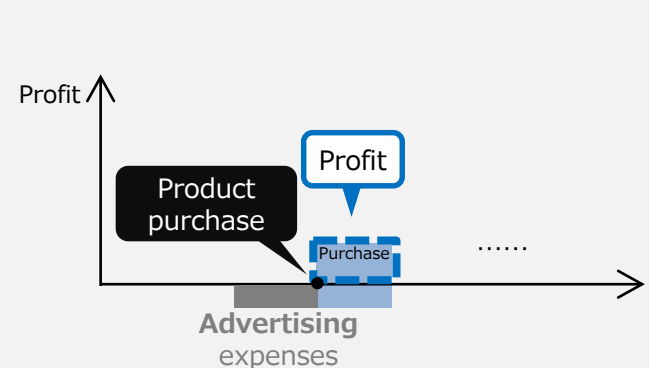 Profit
Profit
Product
purchase
Purchase
......
Advertising
expenses